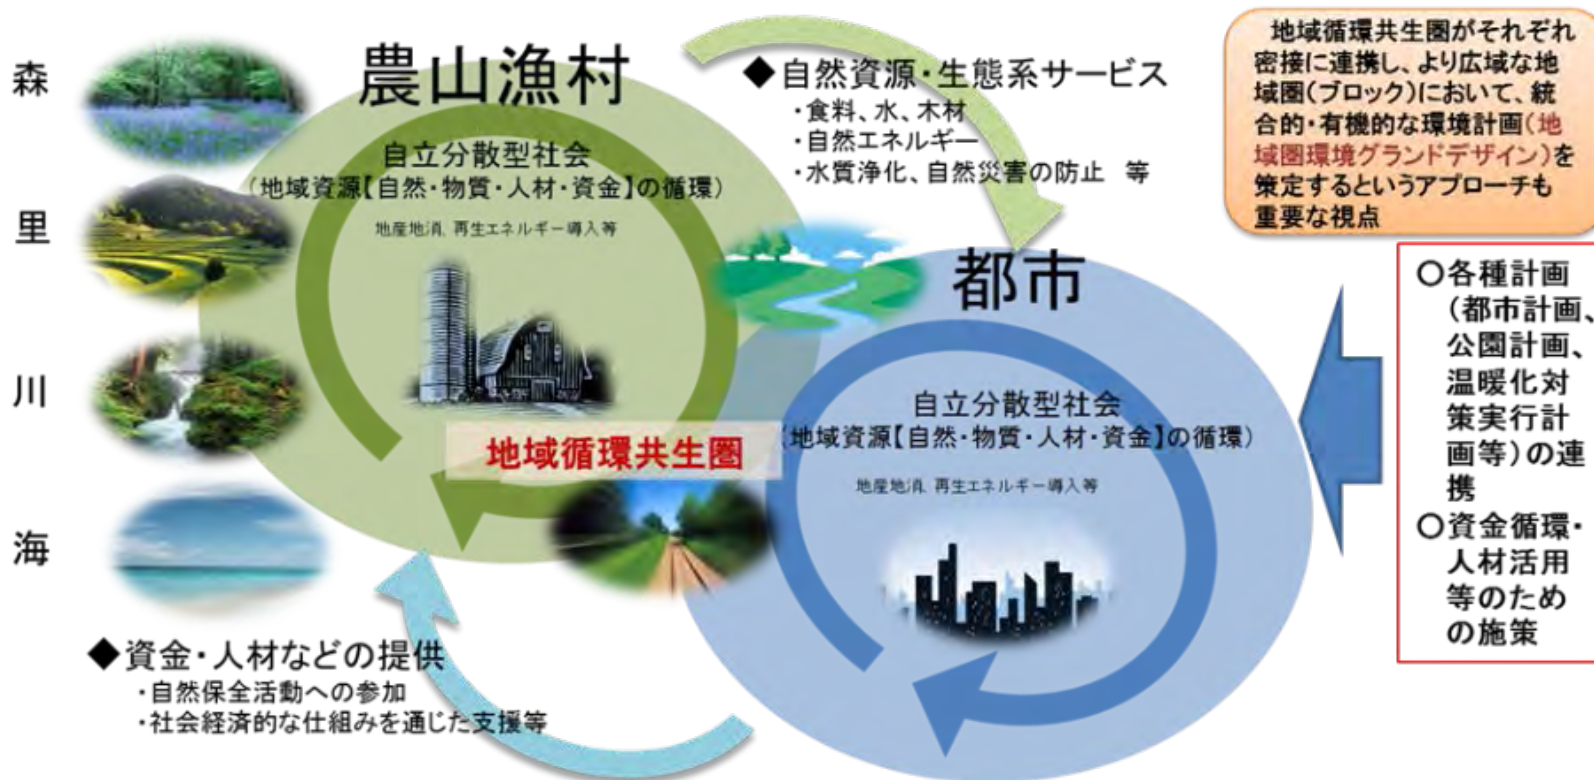 森
里
川
海
農山漁村
自立分散型社会
(地域資源【自然・物質・人材・資金】の循環)
地産地消、再生エネルギー導入等
◆自然資源・生態系サービス
・食料、水、木材
・自然エネルギー
・水質浄化、自然災害の防止 等
都市
自立分散型社会
(地域資源【自然・物質・人材・資金】の循環)
地産地消、再生エネルギー導入等
地域循環共生圏
◆資金・人材などの提供
・自然保全活動への参加
・社会経済的な仕組みを通じた支援等
地域循環共生圏がそれぞれ
密接に連携し、より広域な地
域圏(ブロック)において、統
合的・有機的な環境計画(地
域圏環境グランドデザイン)を
策定するというアプローチも
重要な視点
○各種計画
(都市計画、
公園計画、
温暖化対
策実行計
画等)の連
携
○資金循環・
人材活用
等のため
の施策